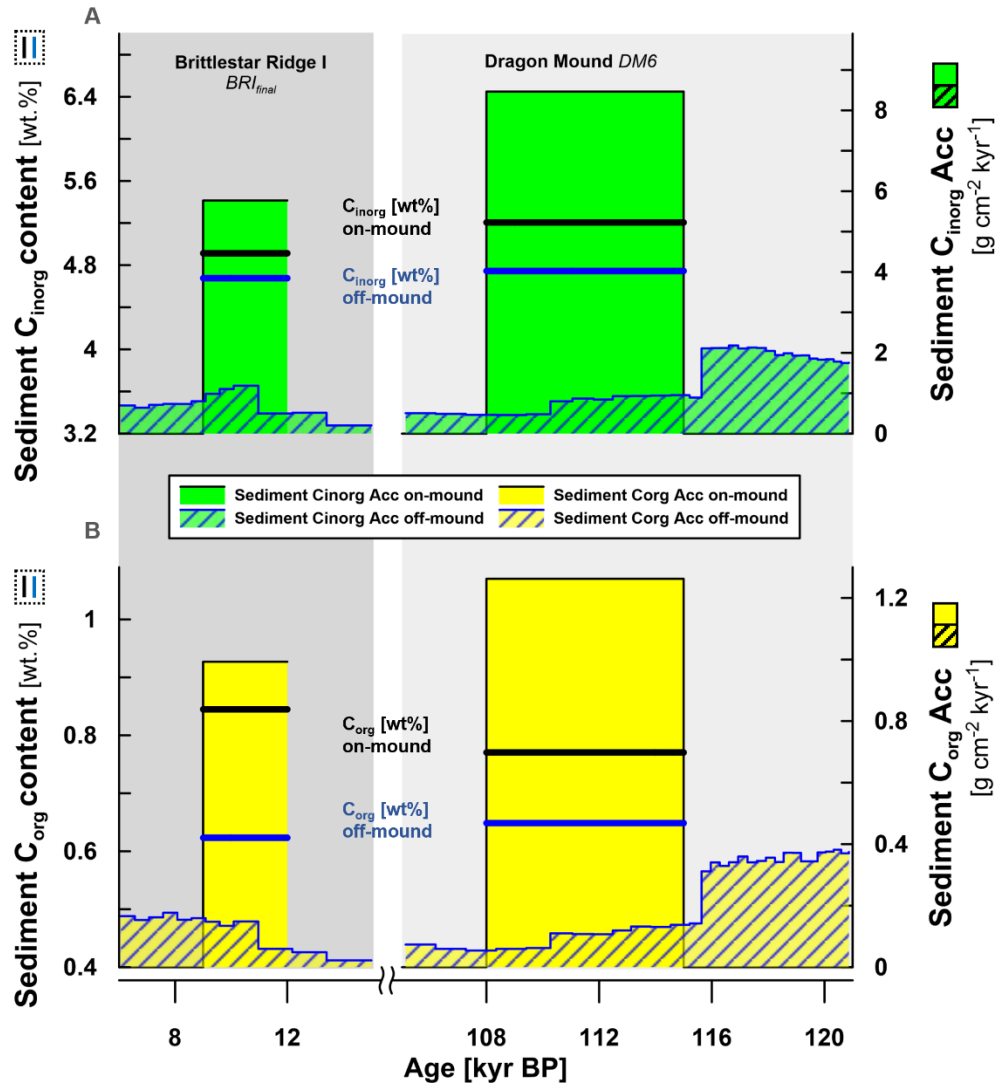 A
Brittlestar Ridge I
BRIfinal
Dragon Mound DM6
Sediment Cinorg content [wt.%]
6.4
5.6
4.8
4
3.2
Cinorg [wt%]
on-mound
Cinorg [wt%]
off-mound
8
6
4
2
0
Sediment Cinorg Acc
[g cm-2 kyr-1]
Sediment Cinorg Acc on-mound
Sediment Cinorg Acc off-mound
Sediment Corg Acc on-mound
Sediment Corg Acc off-mound
B
Sediment Corg content [wt.%]
1
0.8
0.6
0.4
Corg [wt%]
on-mound
Corg [wt%]
off-mound
1.2
0.8
0.4
0
Sediment Corg Acc
[g cm-2 kyr-1]
8
12
108
112
116
120
Age [kyr BP]